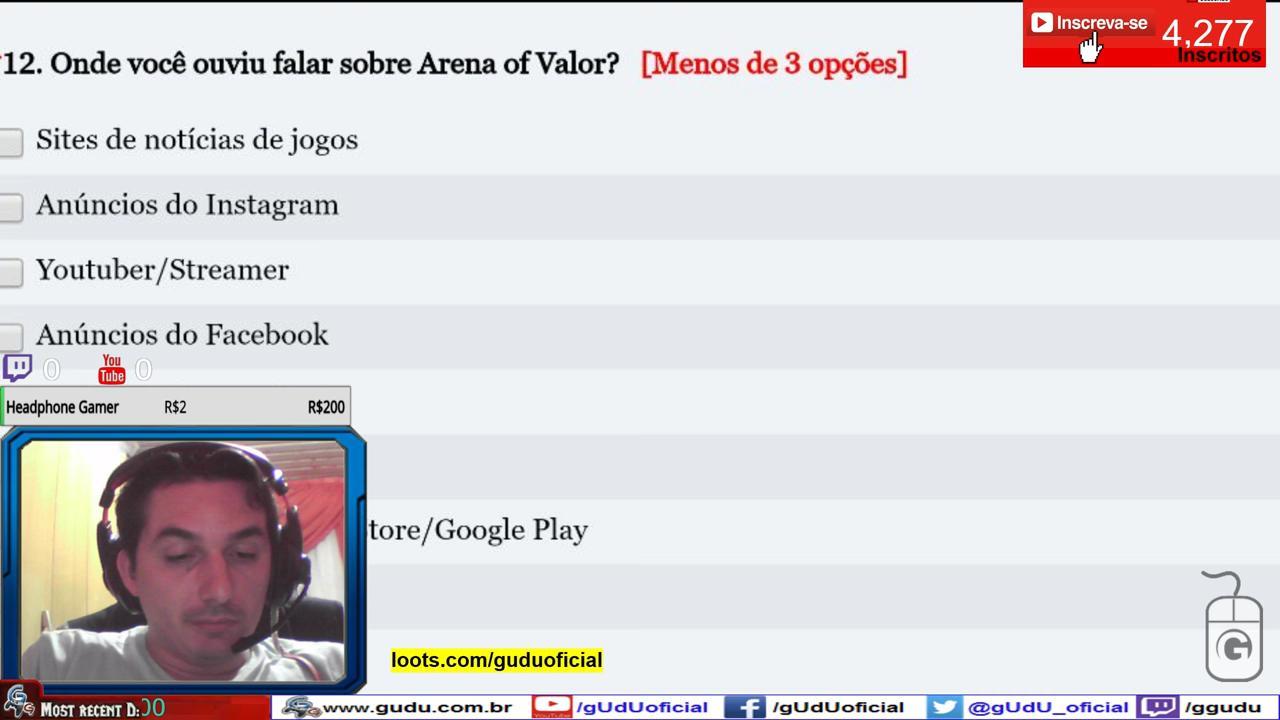 12. Onde você ouviu falar sobre Arena of Valor? [Menos de 3 opções]
Inscreva-se
4,277
Inscritos
Sites de notícias de jogos
Anúncios do Instagram
Youtuber/Streamer
Anúncios do Facebook
0
You
Tube
0
Headphone Gamer R$2 R$200
tore/Google Play
G
loots.com/guduoficial
Most recent D:
www.gudu.com.br /gUdUoficial /gUdUoficial @gUdU_oficial /ggudu